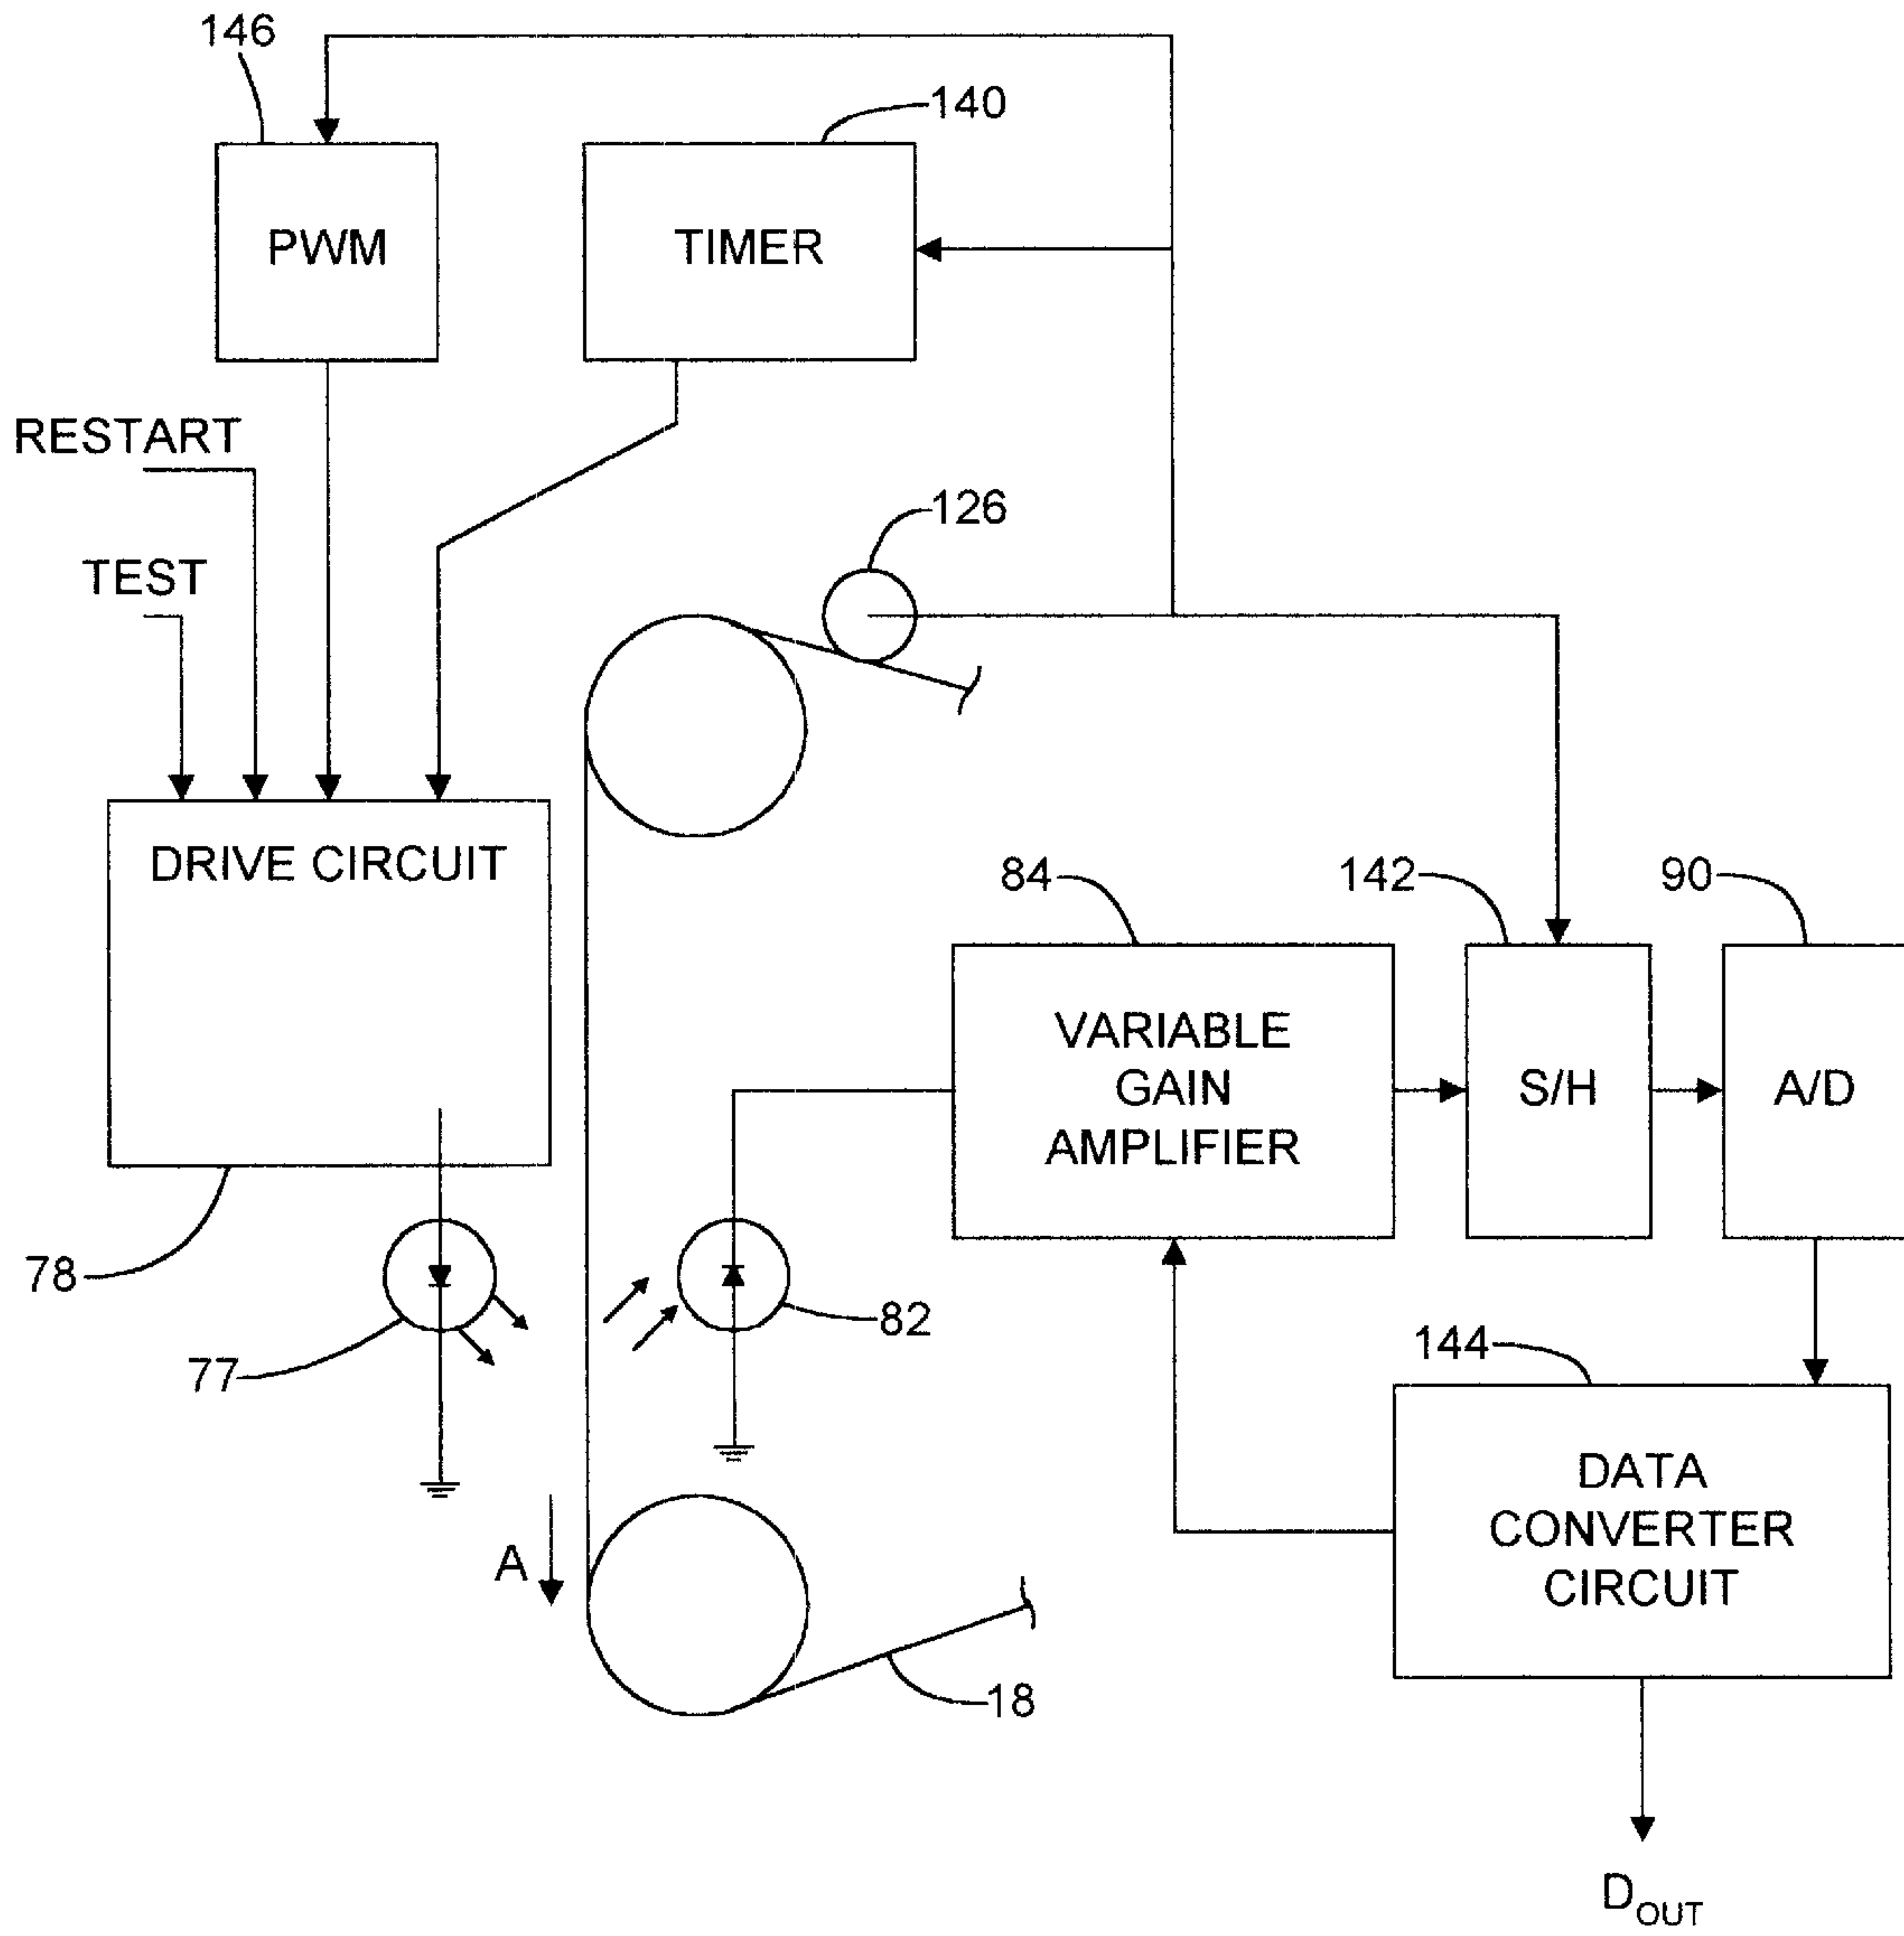 146
140
PWM
TIMER
RESTART
126
TEST
DRIVE CIRCUIT
84
142
90
VARIABLE
GAIN
AMPLIFIER
S/H
A/D
78
82
77
144
DATA
CONVERTER
CIRCUIT
A
18
DOUT